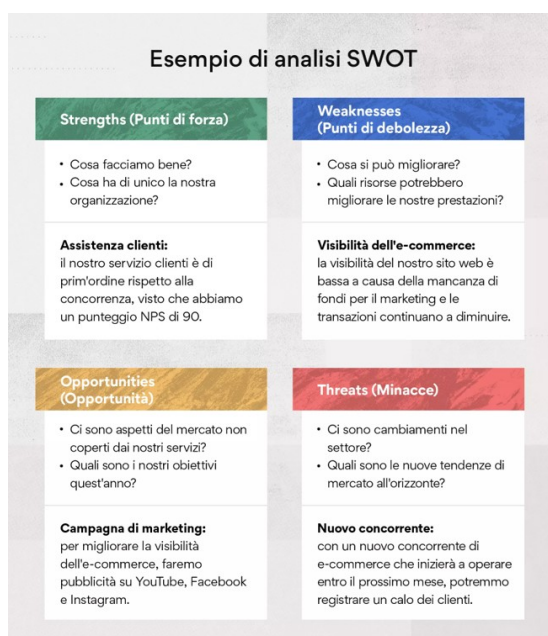 Esempio di analisi SWOT
Strengths (Punti di forza)
• Cosa facciamo bene?
• Cosa ha di unico la nostra
organizzazione?
Assistenza clienti:
il nostro servizio clienti è di
prim'ordine rispetto alla
concorrenza, visto che abbiamo
un punteggio NPS di 90.
Weaknesses
(Punti di debolezza)
• Cosa si può migliorare?
• Quali risorse potrebbero
migliorare le nostre prestazioni?
Visibilità dell'e-commerce:
la visibilità del nostro sito web è
bassa a causa della mancanza di
fondi per il marketing e le
transazioni continuano a diminuire.
Opportunities
(Opportunità)
• Ci sono aspetti del mercato non
coperti dai nostri servizi?
• Quali sono i nostri obiettivi
quest'anno?
Campagna di marketing:
per migliorare la visibilità
dell'e-commerce, faremo
pubblicità su YouTube, Facebook
e Instagram.
Threats (Minacce)
• Ci sono cambiamenti nel
settore?
• Quali sono le nuove tendenze di
mercato all'orizzonte?
Nuovo concorrente:
con un nuovo concorrente di
e-commerce che inizierà a operare
entro il prossimo mese, potremmo
registrare un calo dei clienti.